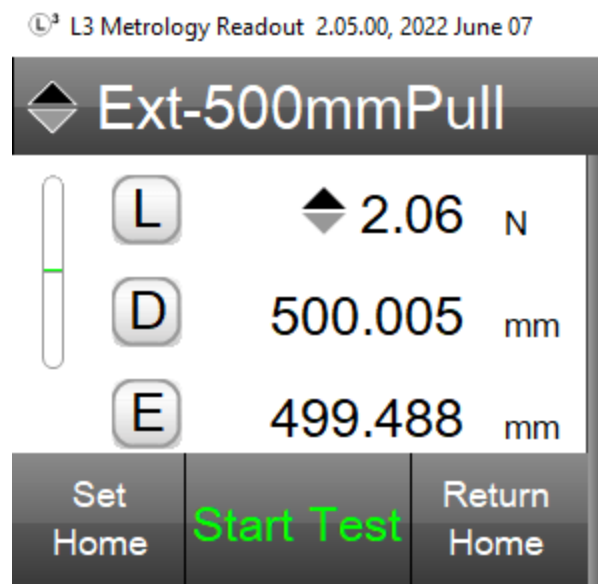 L³ L3 Metrology Readout 2.05.00, 2022 June 07
Ext-500mmPull
L 2.06 N
D 500.005 mm
E 499.488 mm
Set Home
Start Test
Return Home